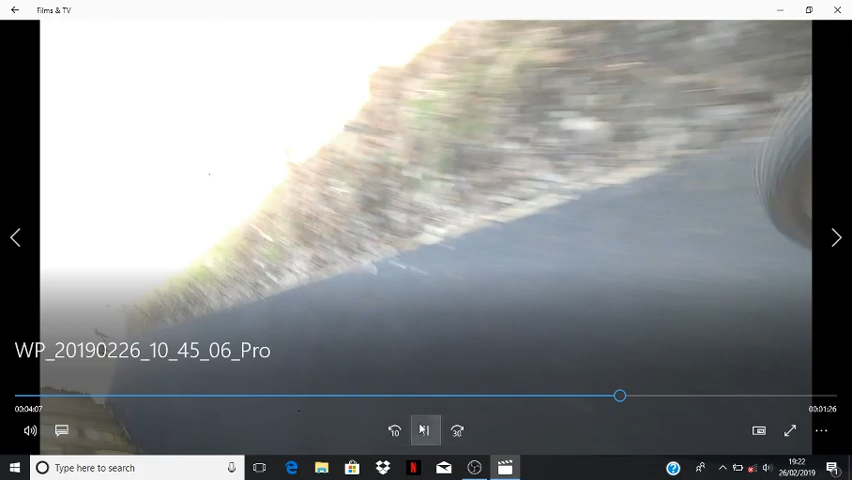 Films & TV
WP_20190226_10_45_06_Pro
00:04:07
00:01:26
10
30
Type here to search
19:22
26/02/2019